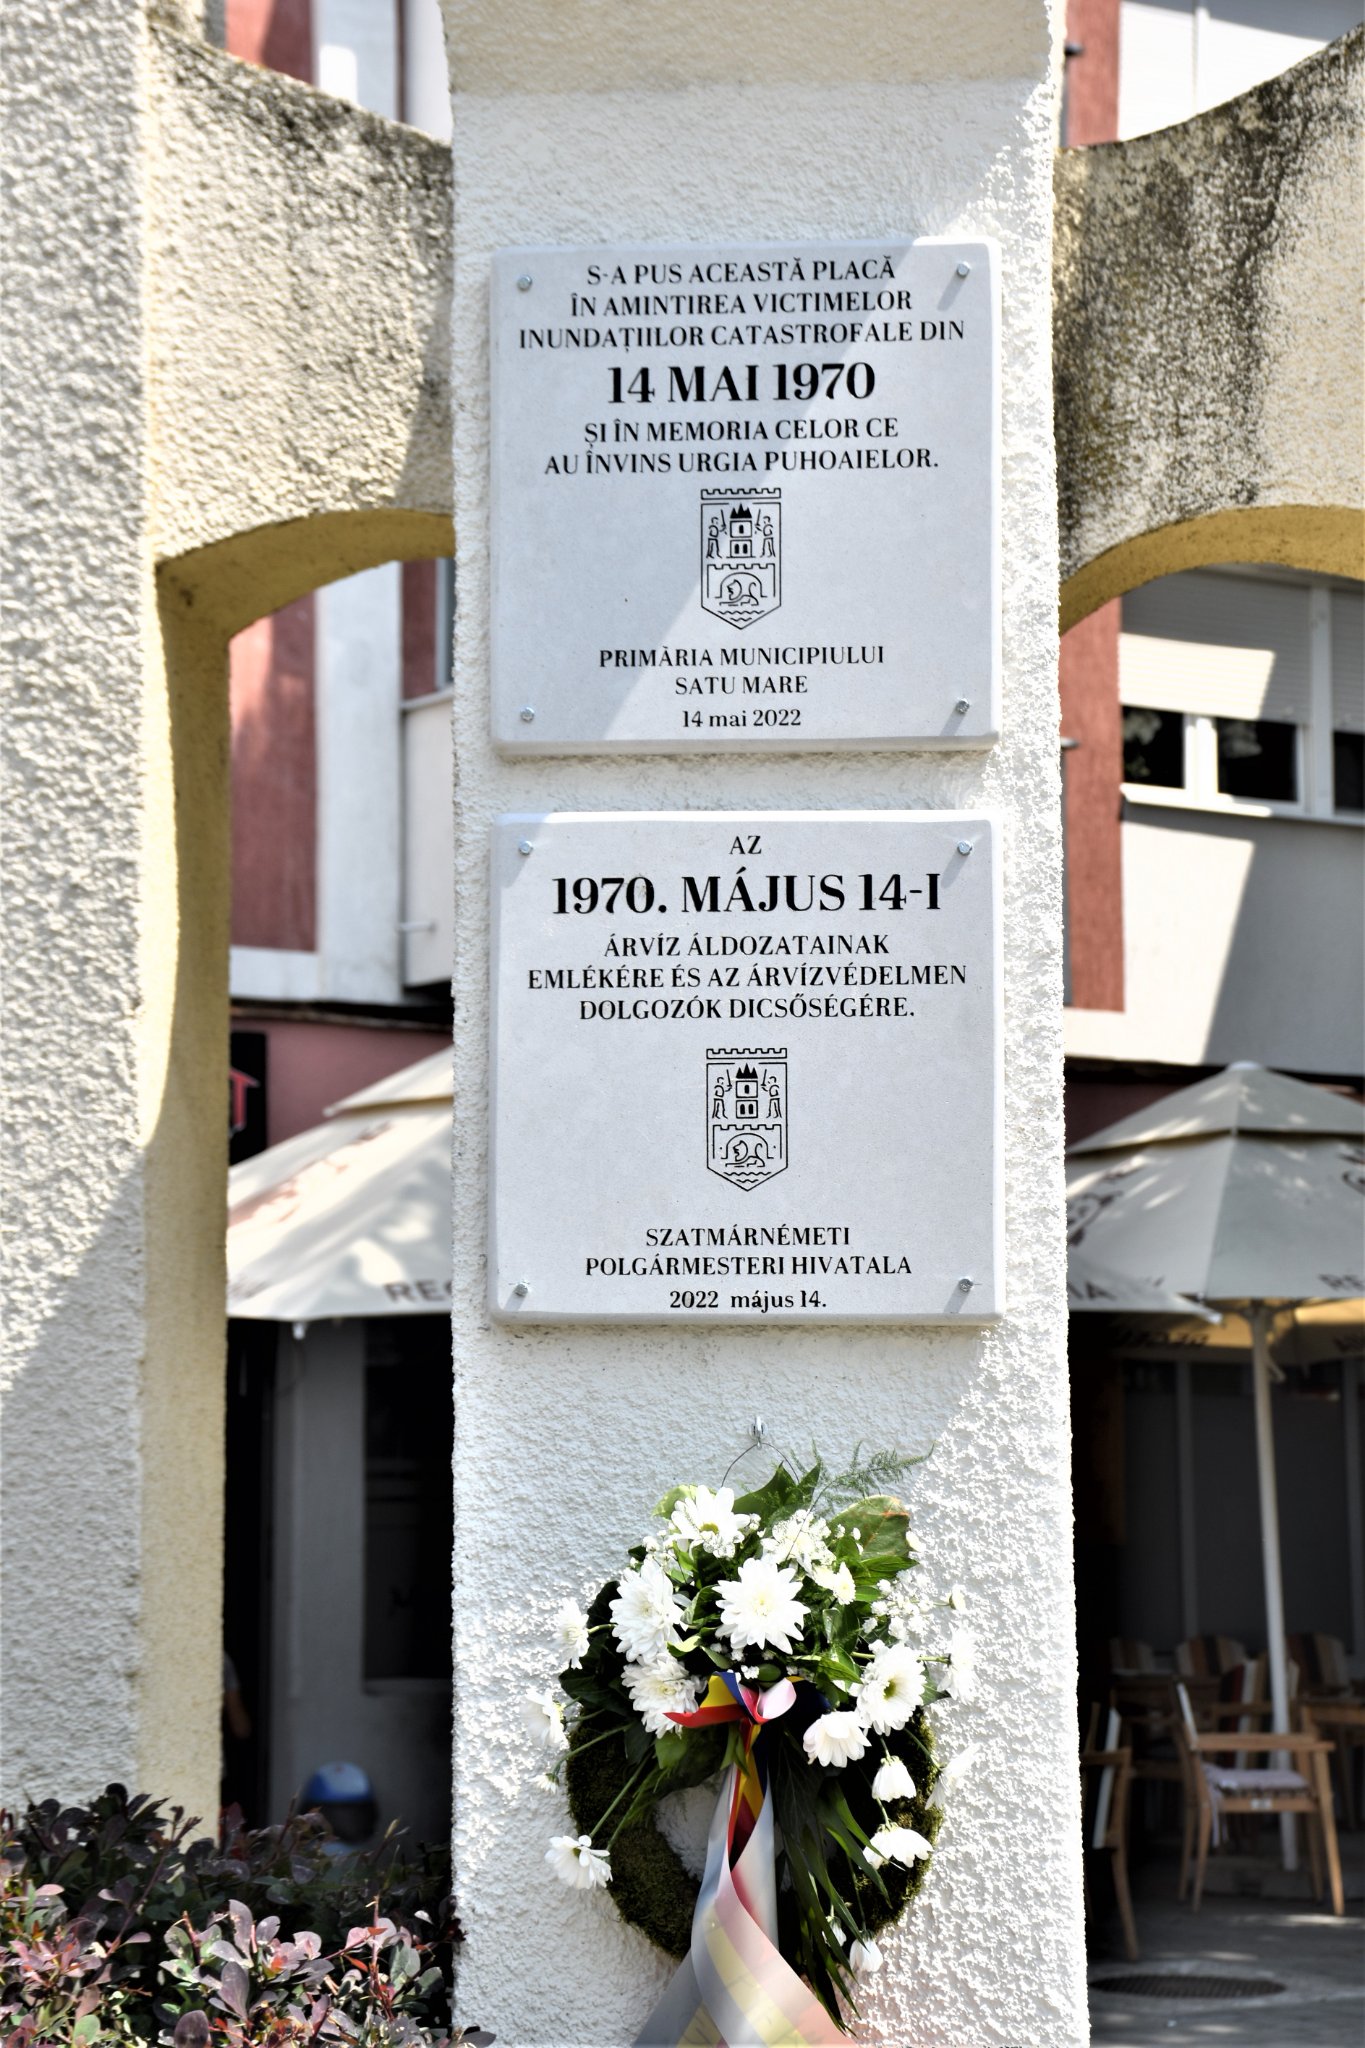 S-A PUS ACEASTĂ PLACĂ
ÎN AMINTIREA VICTIMELOR
INUNDAȚIILOR CATASTROFALE DIN
14 MAI 1970
ȘI ÎN MEMORIA CELOR CE
AU ÎNVINS URGIA PUHOAIELOR.
PRIMĂRIA MUNICIPIULUI
SATU MARE
14 mai 2022
AZ
1970. MÁJUS 14-I
ÁRVÍZ ÁLDOZATAINAK
EMLÉKÉRE ÉS AZ ÁRVÍZVÉDELMEN
DOLGOZÓK DICSŐSÉGÉRE.
SZATMÁRNÉMETI
POLGÁRMESTERI HIVATALA
2022 május 14.